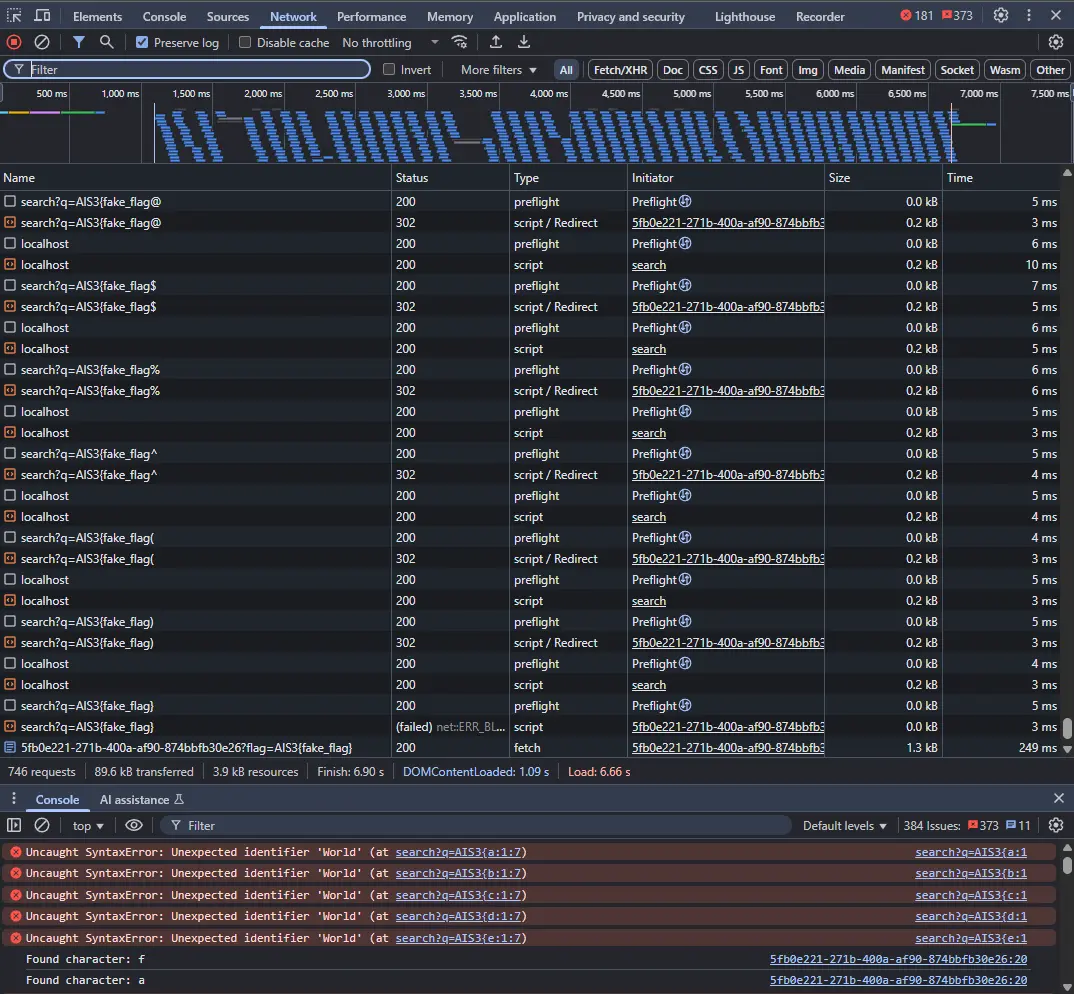 Elements Console Sources Network Performance Memory Application Privacy and security Lighthouse Recorder 181 373
Preserve log Disable cache No throttling
Filter Invert More filters All Fetch/XHR Doc CSS JS Font Img Media Manifest Socket Wasm Other
500 ms 1,000 ms 1,500 ms 2,000 ms 2,500 ms 3,000 ms 3,500 ms 4,000 ms 4,500 ms 5,000 ms 5,500 ms 6,000 ms 6,500 ms 7,000 ms 7,500 ms
Name Status Type Initiator Size Time
search?q=AIS3{fake_flag@ 200 preflight Preflight 0.0 kB 5 ms
search?q=AIS3{fake_flag@ 302 script / Redirect 5fb0e221-271b-400a-af90-874bbfb3 0.2 kB 3 ms
localhost 200 preflight Preflight 0.0 kB 6 ms
localhost 200 script search 0.2 kB 10 ms
search?q=AIS3{fake_flag$ 200 preflight Preflight 0.0 kB 7 ms
search?q=AIS3{fake_flag$ 302 script / Redirect 5fb0e221-271b-400a-af90-874bbfb3 0.2 kB 5 ms
localhost 200 preflight Preflight 0.0 kB 6 ms
localhost 200 script search 0.2 kB 5 ms
search?q=AIS3{fake_flag% 200 preflight Preflight 0.0 kB 6 ms
search?q=AIS3{fake_flag% 302 script / Redirect 5fb0e221-271b-400a-af90-874bbfb3 0.2 kB 6 ms
localhost 200 preflight Preflight 0.0 kB 5 ms
localhost 200 script search 0.2 kB 3 ms
search?q=AIS3{fake_flag^ 200 preflight Preflight 0.0 kB 5 ms
search?q=AIS3{fake_flag^ 302 script / Redirect 5fb0e221-271b-400a-af90-874bbfb3 0.2 kB 4 ms
localhost 200 preflight Preflight 0.0 kB 5 ms
localhost 200 script search 0.2 kB 4 ms
search?q=AIS3{fake_flag( 200 preflight Preflight 0.0 kB 4 ms
search?q=AIS3{fake_flag( 302 script / Redirect 5fb0e221-271b-400a-af90-874bbfb3 0.2 kB 3 ms
localhost 200 preflight Preflight 0.0 kB 5 ms
localhost 200 script search 0.2 kB 3 ms
search?q=AIS3{fake_flag) 200 preflight Preflight 0.0 kB 5 ms
search?q=AIS3{fake_flag) 302 script / Redirect 5fb0e221-271b-400a-af90-874bbfb3 0.2 kB 3 ms
localhost 200 preflight Preflight 0.0 kB 4 ms
localhost 200 script search 0.2 kB 3 ms
search?q=AIS3{fake_flag} 200 preflight Preflight 0.0 kB 5 ms
search?q=AIS3{fake_flag} (failed) net::ERR_BL... script 5fb0e221-271b-400a-af90-874bbfb3 0.0 kB 3 ms
5fb0e221-271b-400a-af90-874bbfb30e26?flag=AIS3{fake_flag} 200 fetch 5fb0e221-271b-400a-af90-874bbfb3 1.3 kB 249 ms
746 requests 89.6 kB transferred 3.9 kB resources Finish: 6.90 s DOMContentLoaded: 1.09 s Load: 6.66 s
Console AI assistance
top Filter Default levels 384 Issues: 373 11
Uncaught SyntaxError: Unexpected identifier 'World' (at search?q=AIS3{a:1:7) search?q=AIS3{a:1
Uncaught SyntaxError: Unexpected identifier 'World' (at search?q=AIS3{b:1:7) search?q=AIS3{b:1
Uncaught SyntaxError: Unexpected identifier 'World' (at search?q=AIS3{c:1:7) search?q=AIS3{c:1
Uncaught SyntaxError: Unexpected identifier 'World' (at search?q=AIS3{d:1:7) search?q=AIS3{d:1
Uncaught SyntaxError: Unexpected identifier 'World' (at search?q=AIS3{e:1:7) search?q=AIS3{e:1
Found character: f 5fb0e221-271b-400a-af90-874bbfb30e26:20
Found character: a 5fb0e221-271b-400a-af90-874bbfb30e26:20